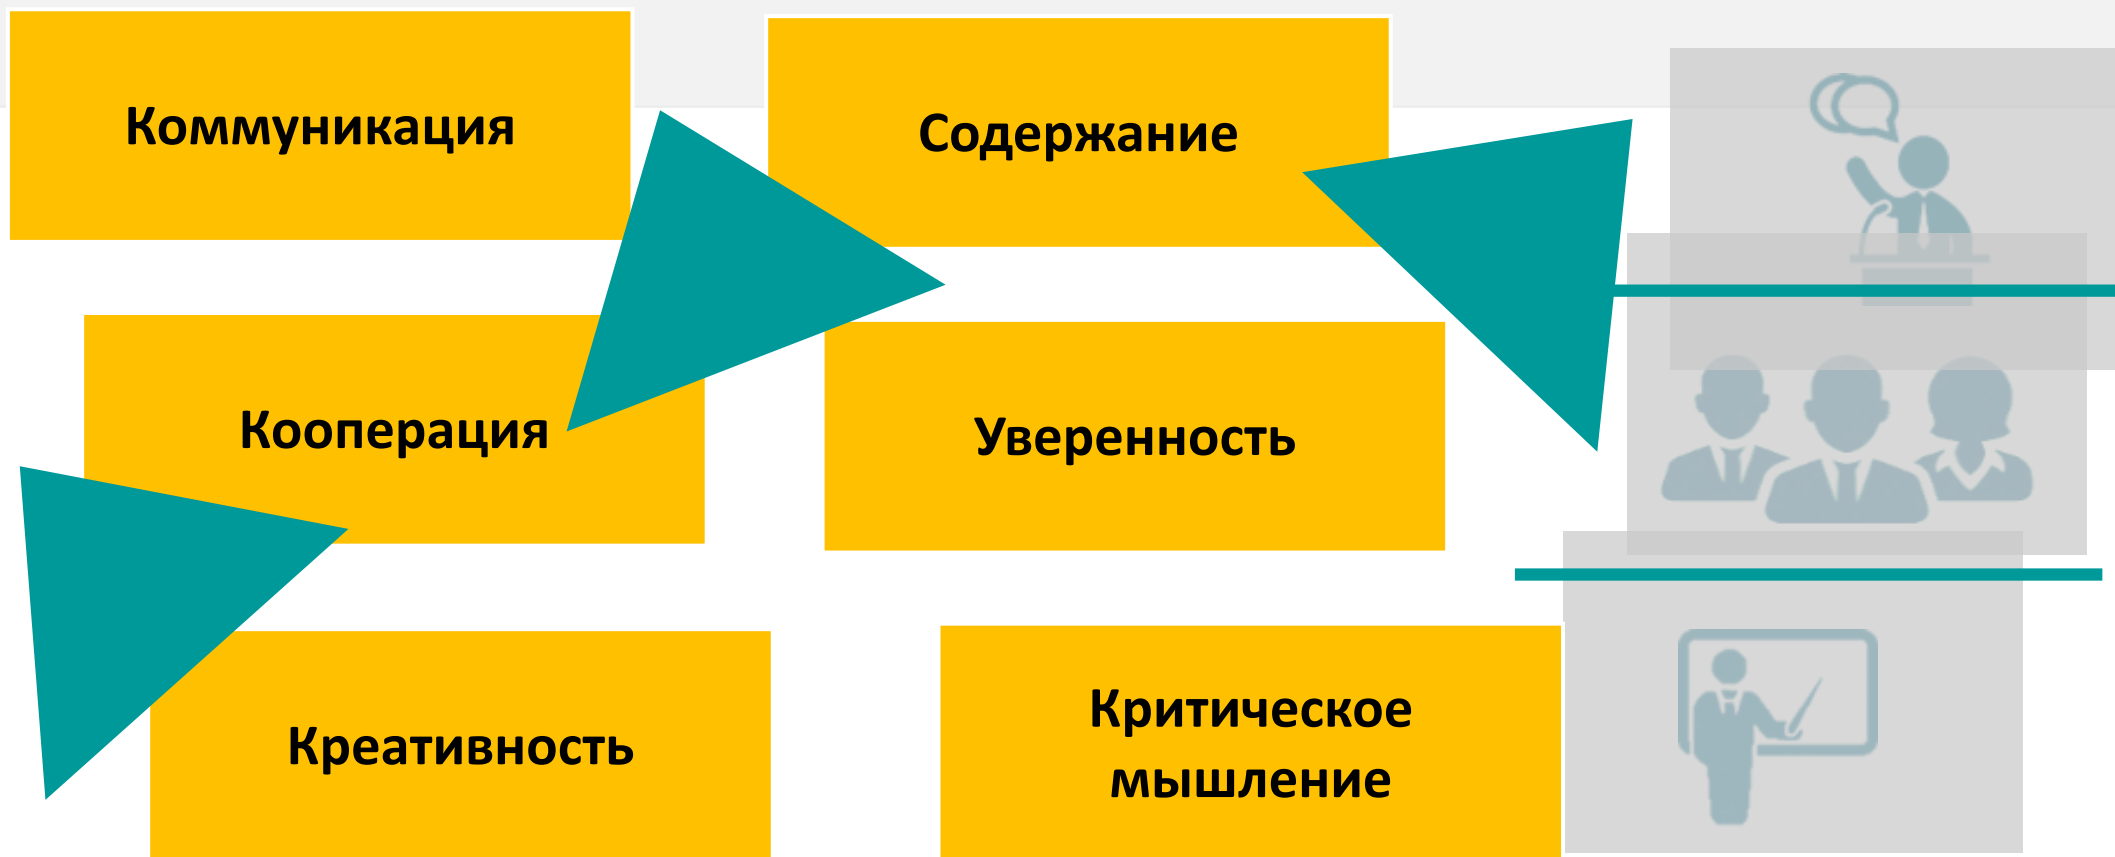 Коммуникация
Содержание
Кооперация
Уверенность
Креативность
Критическое
мышление